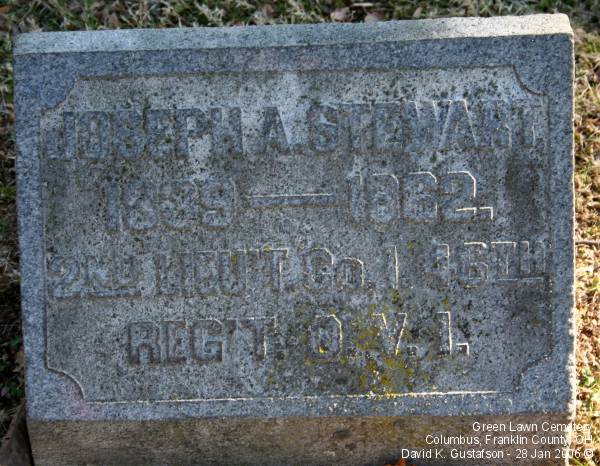 JOSEPH A. STEWART,
1839 — 1862.
2ND LIEU'T. CO. I. 46TH
REG'T. O. V. I.
Green Lawn Cemetery
Columbus, Franklin County, OH
David K. Gustafson - 28 Jan 2006 ©